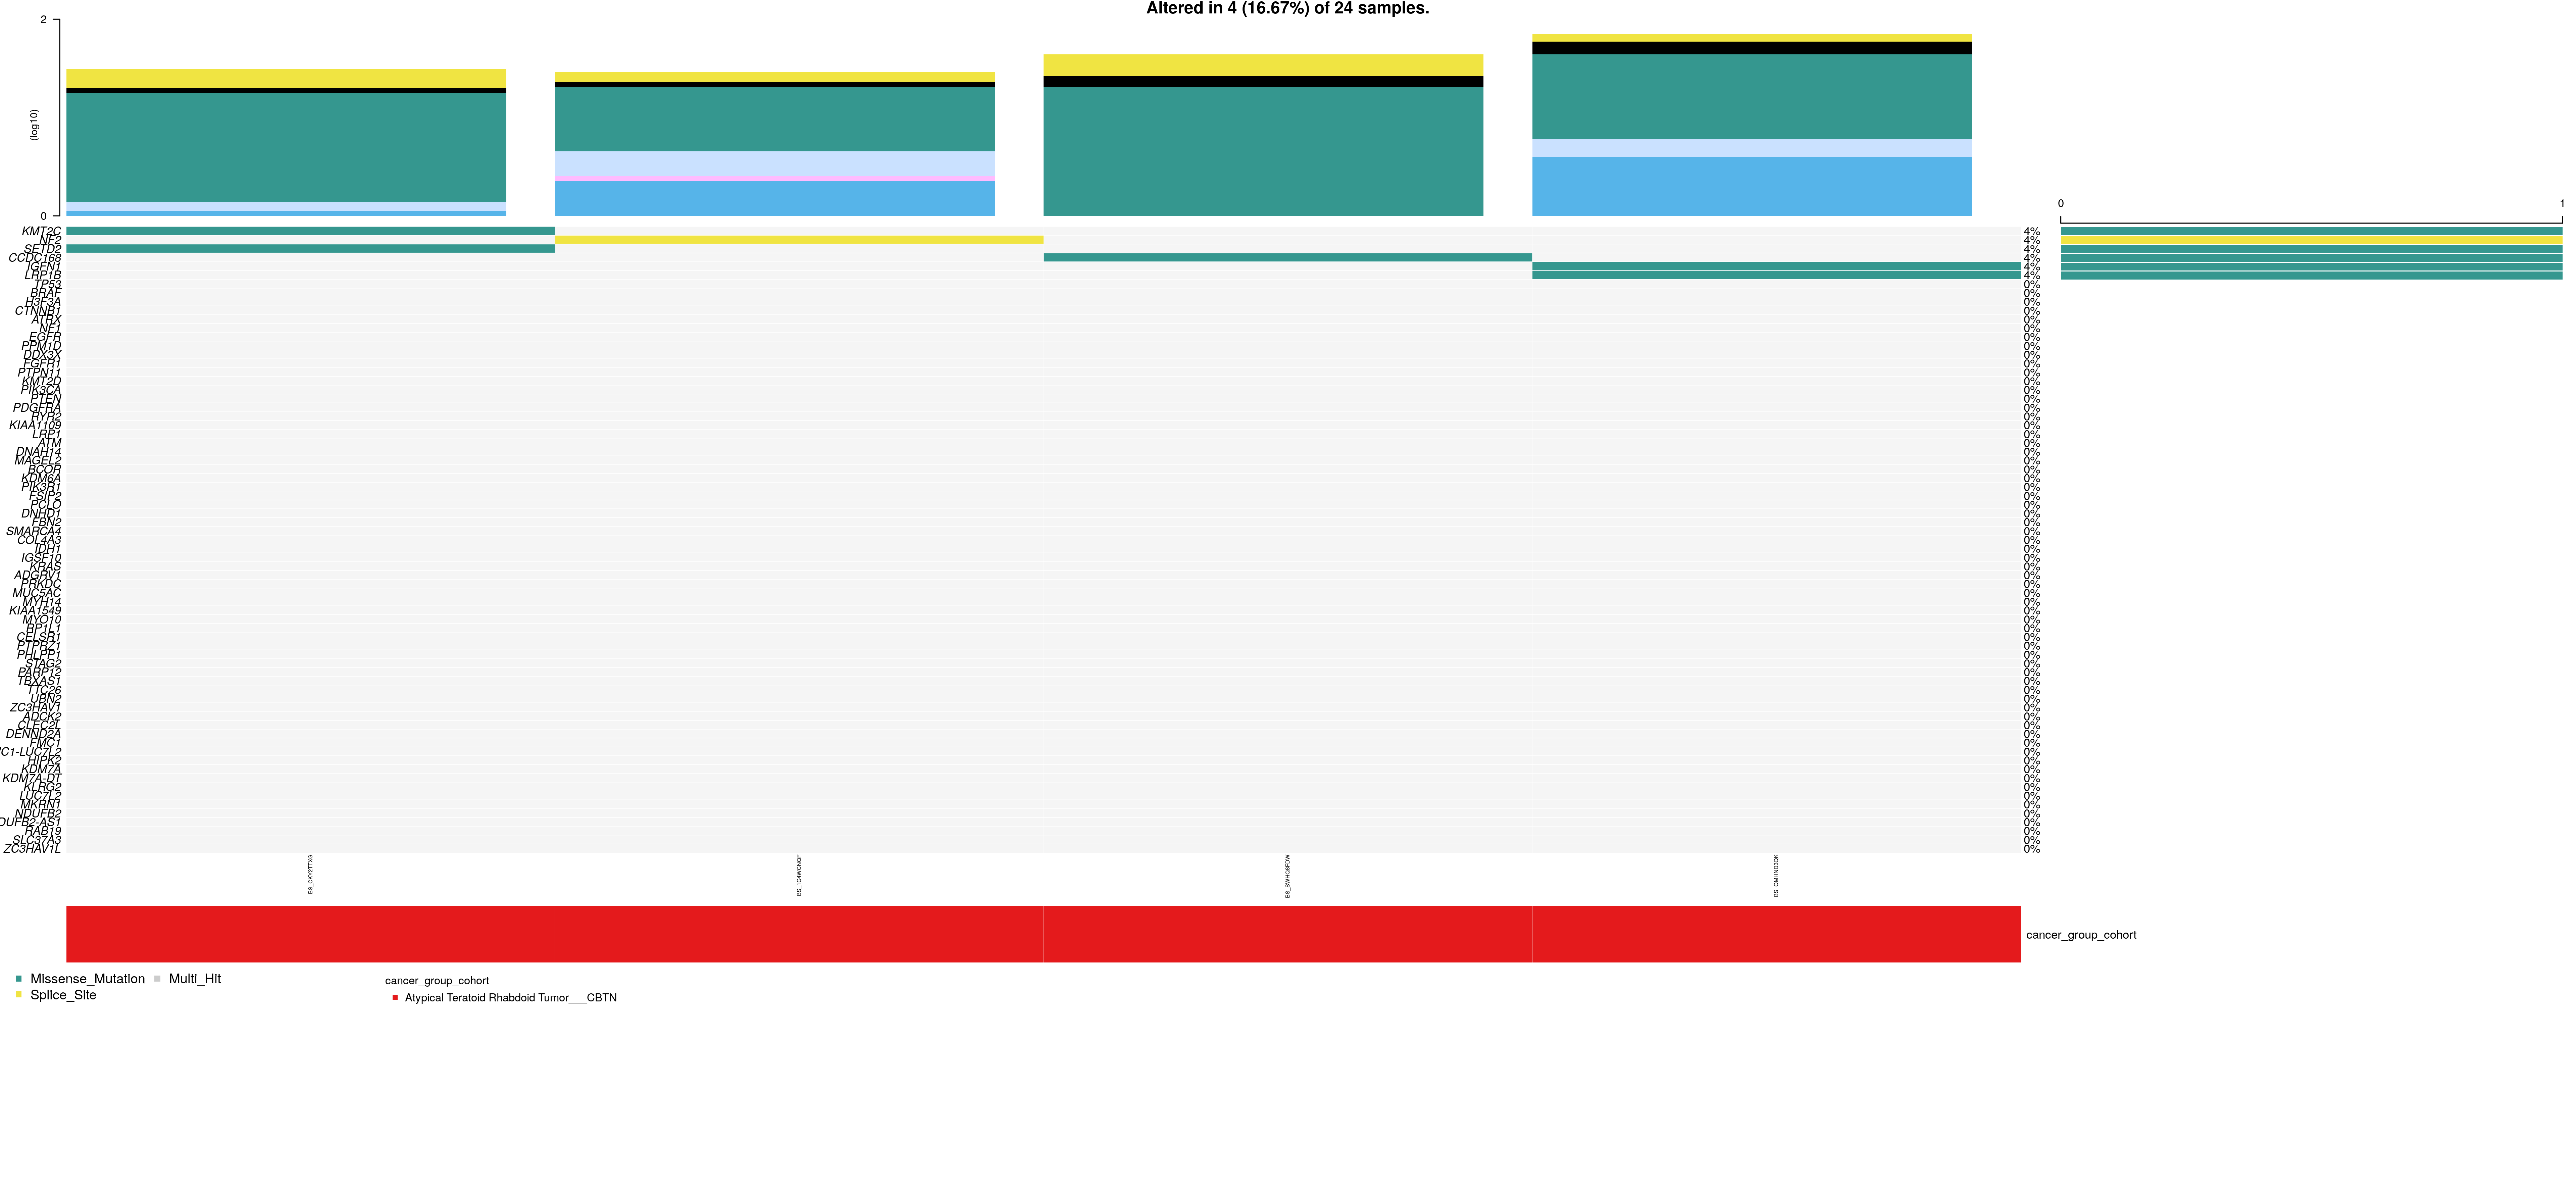 Altered in 4 (16.67%) of 24 samples.
2
(log10)
0
0 1
KMT2C 4%
NF2 4%
SETD2 4%
CCDC168 4%
IGFN1 4%
LRP1B 4%
TP53 0%
BRAF 0%
H3F3A 0%
CTNNB1 0%
ATRX 0%
NF1 0%
EGFR 0%
PPM1D 0%
DDX3X 0%
FGFR1 0%
PTPN11 0%
KMT2D 0%
PIK3CA 0%
PTEN 0%
PDGFRA 0%
RYR2 0%
KIAA1109 0%
LRP1 0%
ATM 0%
DNAH14 0%
MAGEL2 0%
BCOR 0%
KDM6A 0%
PIK3R1 0%
FSIP2 0%
PCLO 0%
DNHD1 0%
FBN2 0%
SMARCA4 0%
COL4A3 0%
IDH1 0%
IGSF10 0%
KRAS 0%
ADGRV1 0%
PRKDC 0%
MUC5AC 0%
MYH14 0%
KIAA1549 0%
MYO10 0%
RP1L1 0%
CELSR1 0%
PTPRZ1 0%
PHLPP1 0%
STAG2 0%
PARP12 0%
TBXAS1 0%
TTC26 0%
UBN2 0%
ZC3HAV1 0%
ADCK2 0%
CLEC2L 0%
DENND2A 0%
FMC1 0%
C1-LUC7L2 0%
HIPK2 0%
KDM7A 0%
KDM7A-DT 0%
KLRG2 0%
LUC7L2 0%
MKRN1 0%
NDUFB2 0%
DUFB2-AS1 0%
RAB19 0%
SLC37A3 0%
ZC3HAV1L 0%
BS_1C4WCNQF
cancer_group_cohort
Missense_Mutation Multi_Hit
Splice_Site
cancer_group_cohort
Atypical Teratoid Rhabdoid Tumor___CBTN